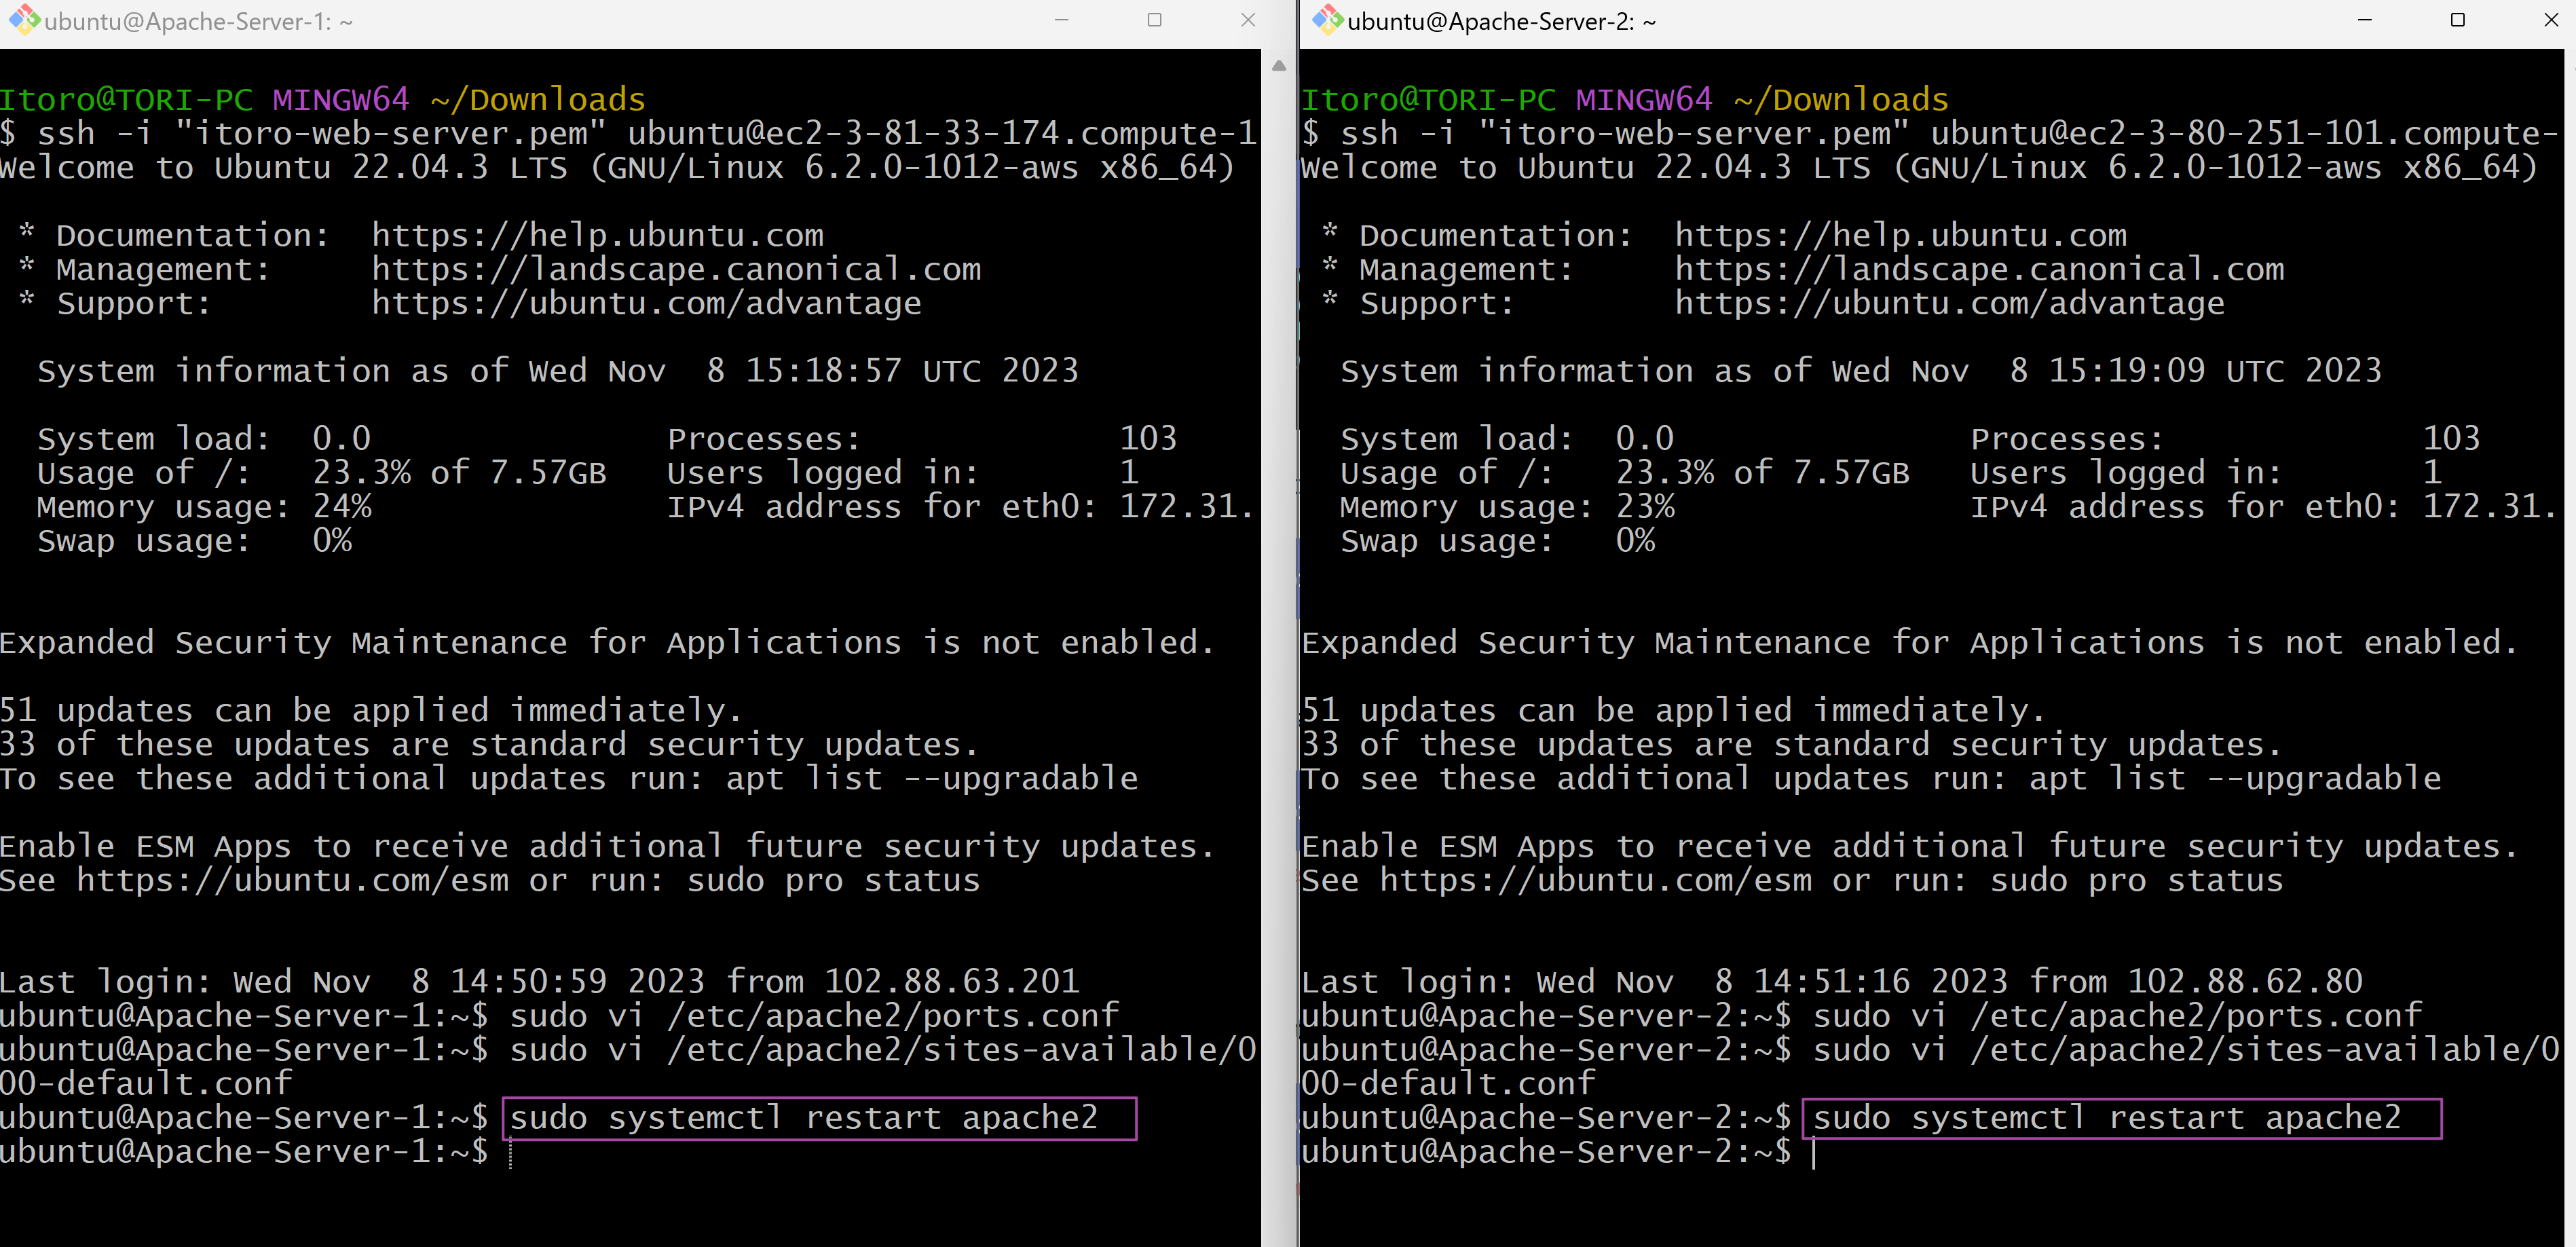 ubuntu@Apache-Server-1: ~
Itoro@TORI-PC MINGW64 ~/Downloads
$ ssh -i "itoro-web-server.pem" ubuntu@ec2-3-81-33-174.compute-1
Welcome to Ubuntu 22.04.3 LTS (GNU/Linux 6.2.0-1012-aws x86_64)
* Documentation:  https://help.ubuntu.com
* Management:     https://landscape.canonical.com
* Support:        https://ubuntu.com/advantage
System information as of Wed Nov  8 15:18:57 UTC 2023
System load:  0.0               Processes:             103
Usage of /:   23.3% of 7.57GB   Users logged in:       1
Memory usage: 24%               IPv4 address for eth0: 172.31.
Swap usage:   0%
Expanded Security Maintenance for Applications is not enabled.
51 updates can be applied immediately.
33 of these updates are standard security updates.
To see these additional updates run: apt list --upgradable
Enable ESM Apps to receive additional future security updates.
See https://ubuntu.com/esm or run: sudo pro status
Last login: Wed Nov  8 14:50:59 2023 from 102.88.63.201
ubuntu@Apache-Server-1:~$ sudo vi /etc/apache2/ports.conf
ubuntu@Apache-Server-1:~$ sudo vi /etc/apache2/sites-available/0
00-default.conf
ubuntu@Apache-Server-1:~$ sudo systemctl restart apache2
ubuntu@Apache-Server-1:~$
ubuntu@Apache-Server-2: ~
Itoro@TORI-PC MINGW64 ~/Downloads
$ ssh -i "itoro-web-server.pem" ubuntu@ec2-3-80-251-101.compute-
Welcome to Ubuntu 22.04.3 LTS (GNU/Linux 6.2.0-1012-aws x86_64)
* Documentation:  https://help.ubuntu.com
* Management:     https://landscape.canonical.com
* Support:        https://ubuntu.com/advantage
System information as of Wed Nov  8 15:19:09 UTC 2023
System load:  0.0               Processes:             103
Usage of /:   23.3% of 7.57GB   Users logged in:       1
Memory usage: 23%               IPv4 address for eth0: 172.31.
Swap usage:   0%
Expanded Security Maintenance for Applications is not enabled.
51 updates can be applied immediately.
33 of these updates are standard security updates.
To see these additional updates run: apt list --upgradable
Enable ESM Apps to receive additional future security updates.
See https://ubuntu.com/esm or run: sudo pro status
Last login: Wed Nov  8 14:51:16 2023 from 102.88.62.80
ubuntu@Apache-Server-2:~$ sudo vi /etc/apache2/ports.conf
ubuntu@Apache-Server-2:~$ sudo vi /etc/apache2/sites-available/0
00-default.conf
ubuntu@Apache-Server-2:~$ sudo systemctl restart apache2
ubuntu@Apache-Server-2:~$